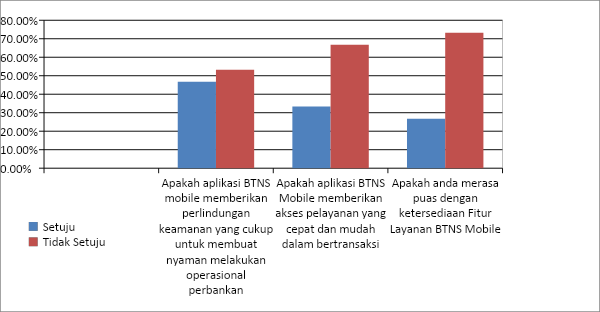 80.00%
70.00%
60.00%
50.00%
40.00%
30.00%
20.00%
10.00%
0.00%
Apakah aplikasi BTNS
mobile memberikan
perlindungan
keamanan yang cukup
untuk membuat
nyaman melakukan
operasional
perbankan
Apakah aplikasi BTNS
Mobile memberikan
akses pelayanan yang
cepat dan mudah
dalam bertransaksi
Apakah anda merasa
puas dengan
ketersediaan Fitur
Layanan BTNS Mobile
Setuju
Tidak Setuju